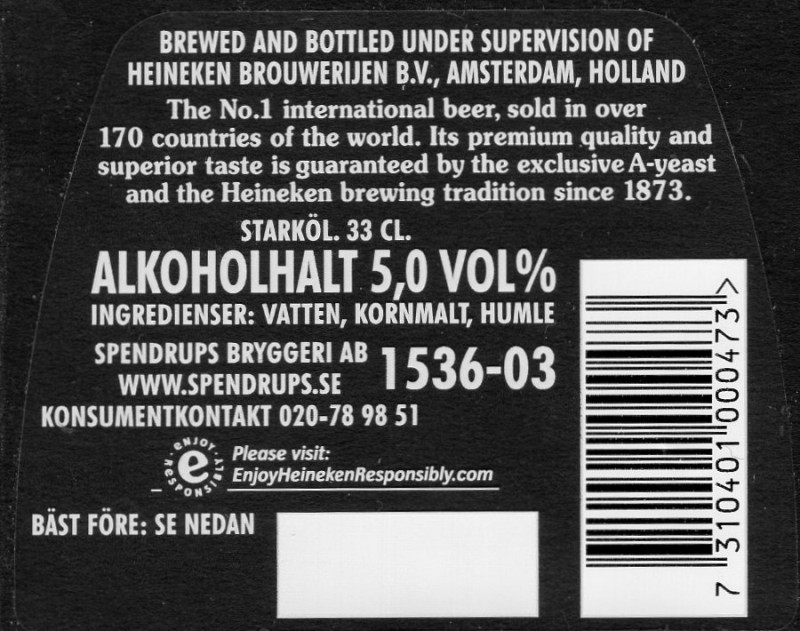 BREWED AND BOTTLED UNDER SUPERVISION OF
HEINEKEN BROUWERIJEN B.V., AMSTERDAM, HOLLAND
The No.1 international beer, sold in over
170 countries of the world. Its premium quality and
superior taste is guaranteed by the exclusive A-yeast
and the Heineken brewing tradition since 1873.
STARKÖL. 33 CL.
ALKOHOLHALT 5,0 VOL%
INGREDIENSER: VATTEN, KORNMALT, HUMLE
SPENDRUPS BRYGGERI AB
WWW.SPENDRUPS.SE
1536-03
KONSUMENTKONTAKT 020-78 98 51
ENJOY
e
RESPONSIBLY
Please visit:
EnjoyHeinekenResponsibly.com
BÄST FÖRE: SE NEDAN
7 310401 000473 >